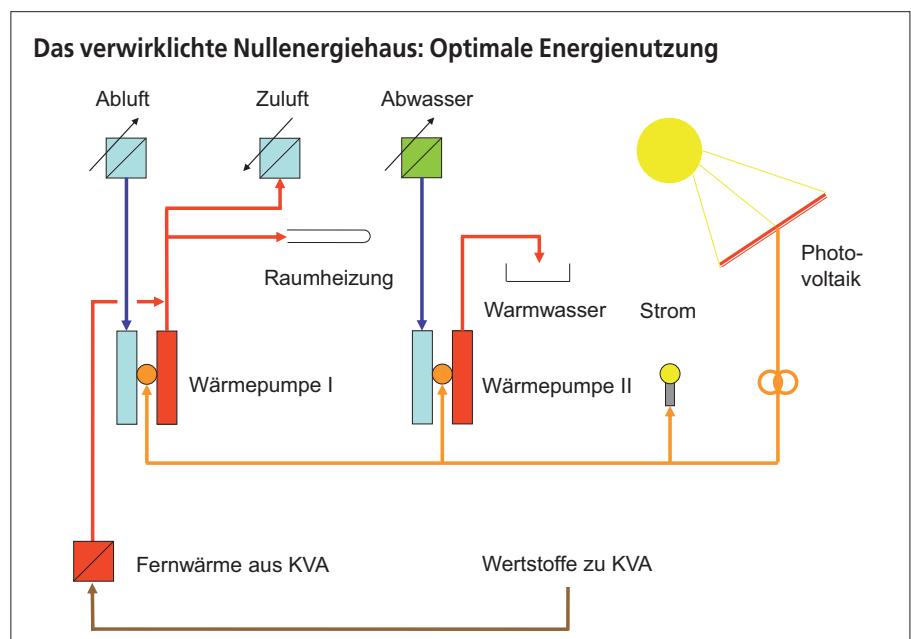 Das verwirklichte Nullenergiehaus: Optimale Energienutzung
Abluft
Zuluft
Abwasser
Raumheizung
Warmwasser
Strom
Photo-
voltaik
Wärmepumpe I
Wärmepumpe II
Fernwärme aus KVA
Wertstoffe zu KVA